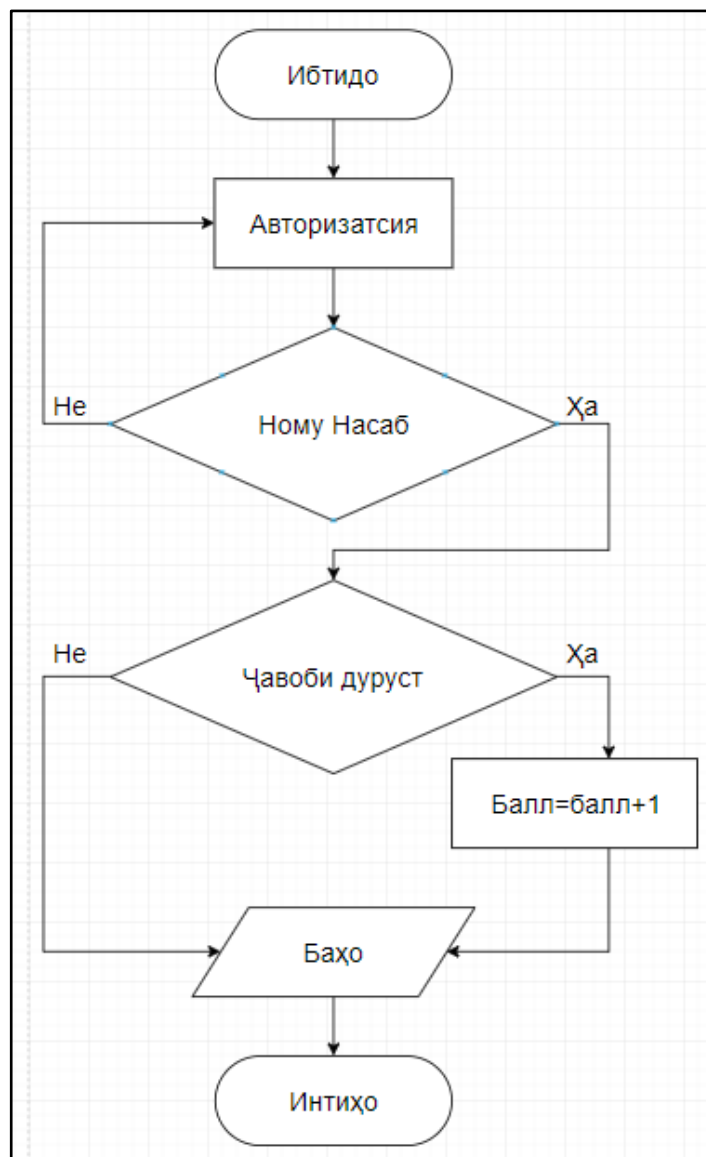 Ибтидо
Авторизатсия
Не
Ҳа
Ному Насаб
Не
Ҳа
Ҷавоби дуруст
Балл=балл+1
Баҳо
Интиҳо